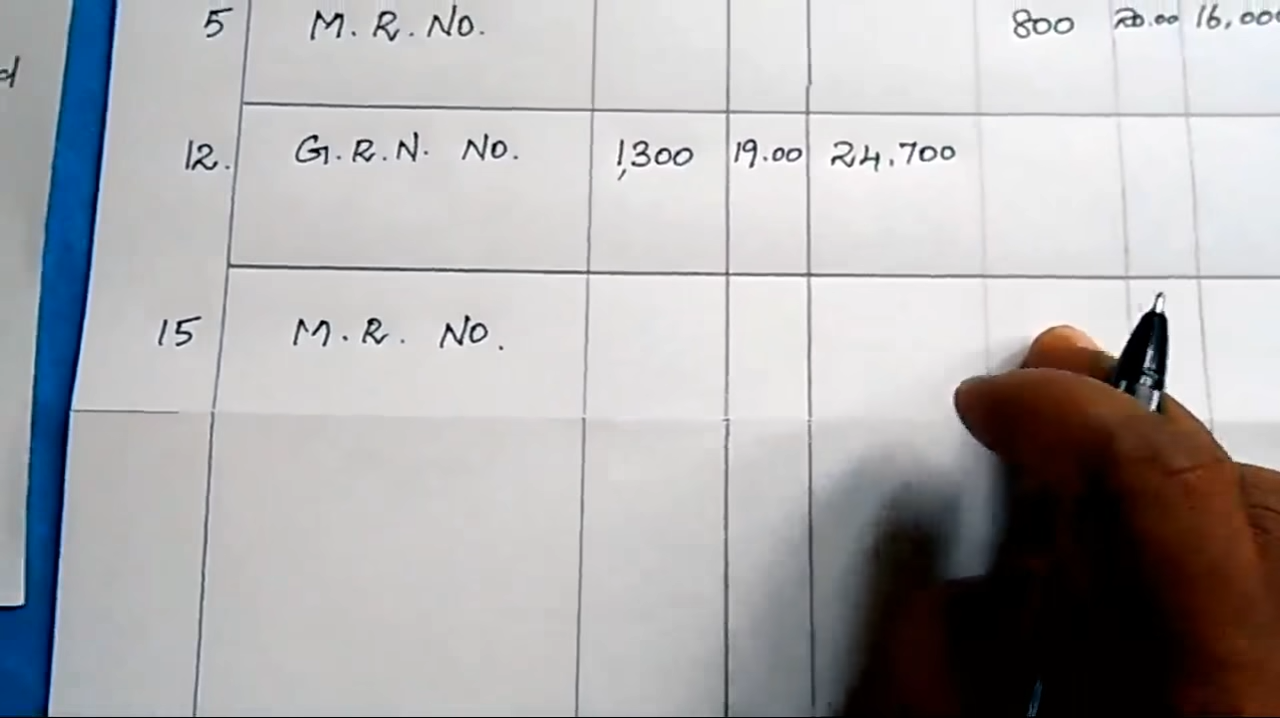 5 M. R. No. 800 20.00 16,000
12. G. R. N. No. 1,300 19.00 24,700
15 M. R. No.